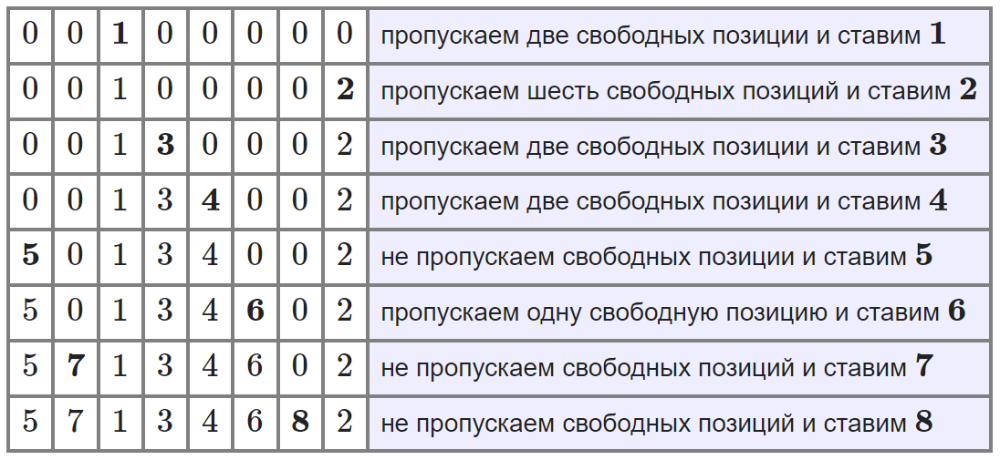 0 0 1 0 0 0 0 0 пропускаем две свободных позиции и ставим 1
0 0 1 0 0 0 0 2 пропускаем шесть свободных позиций и ставим 2
0 0 1 3 0 0 0 2 пропускаем две свободных позиции и ставим 3
0 0 1 3 4 0 0 2 пропускаем две свободных позиции и ставим 4
5 0 1 3 4 0 0 2 не пропускаем свободных позиции и ставим 5
5 0 1 3 4 6 0 2 пропускаем одну свободную позицию и ставим 6
5 7 1 3 4 6 0 2 не пропускаем свободных позиций и ставим 7
5 7 1 3 4 6 8 2 не пропускаем свободных позиций и ставим 8